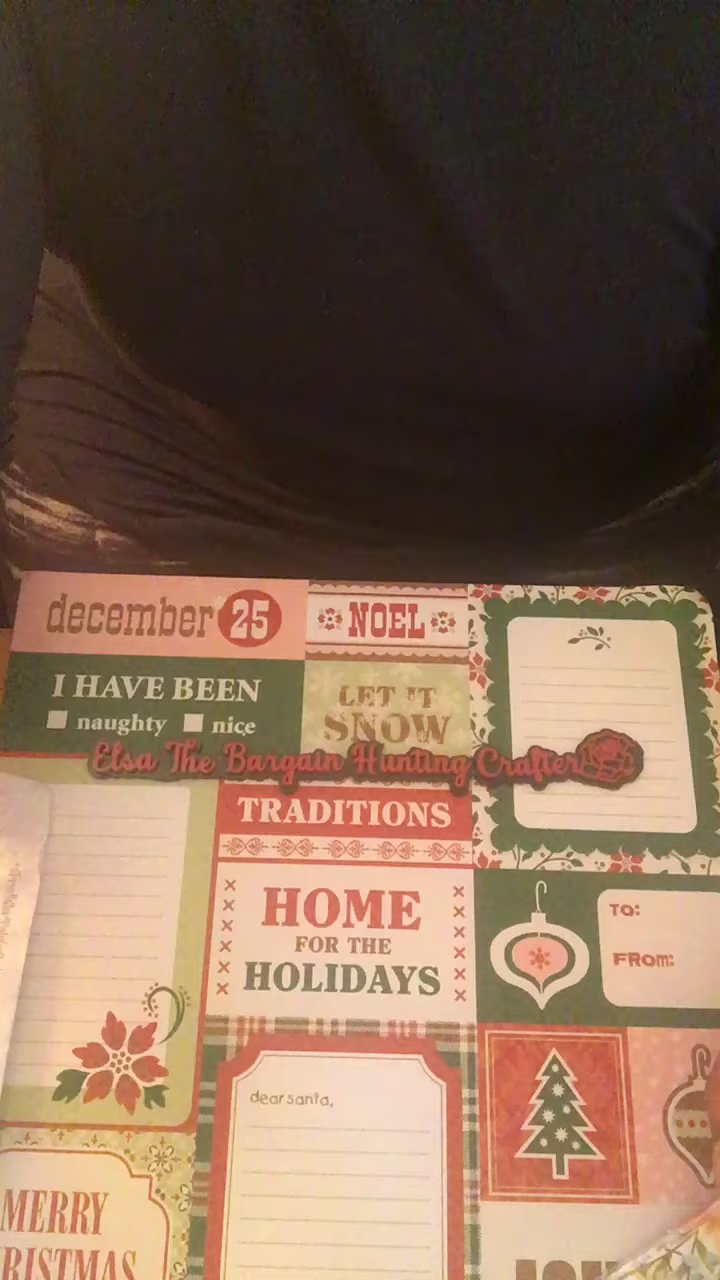 december 25
NOEL
I HAVE BEEN
naughty nice
LET IT
SNOW
Elsa The Bargain Hunting Crafter
TRADITIONS
HOME
FOR THE
HOLIDAYS
TO:
FROM:
dear santa,
MERRY